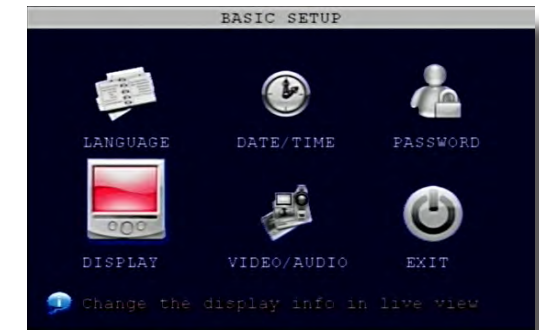 BASIC SETUP
LANGUAGE DATE/TIME PASSWORD
DISPLAY VIDEO/AUDIO EXIT
Change the display info in live view